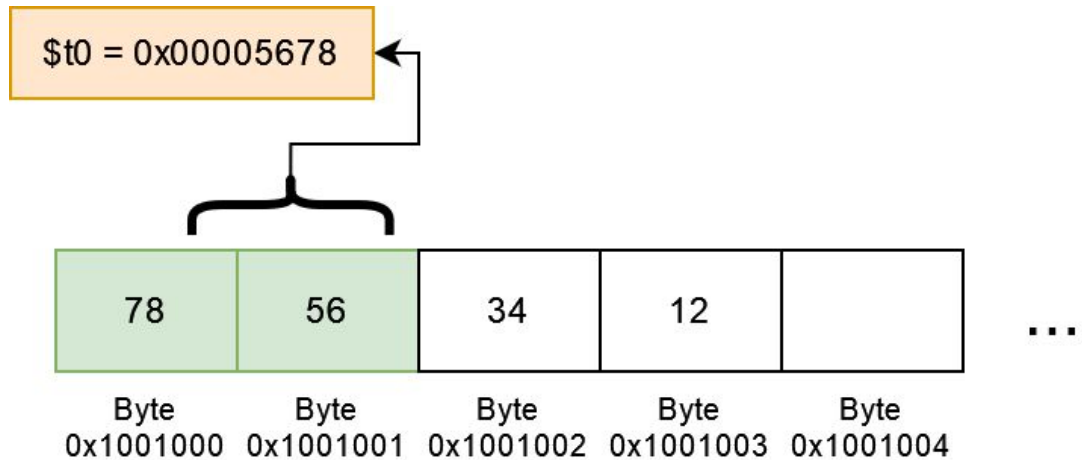 $t0 = 0x00005678
78 56 34 12
...
Byte Byte Byte Byte Byte
0x1001000 0x1001001 0x1001002 0x1001003 0x1001004